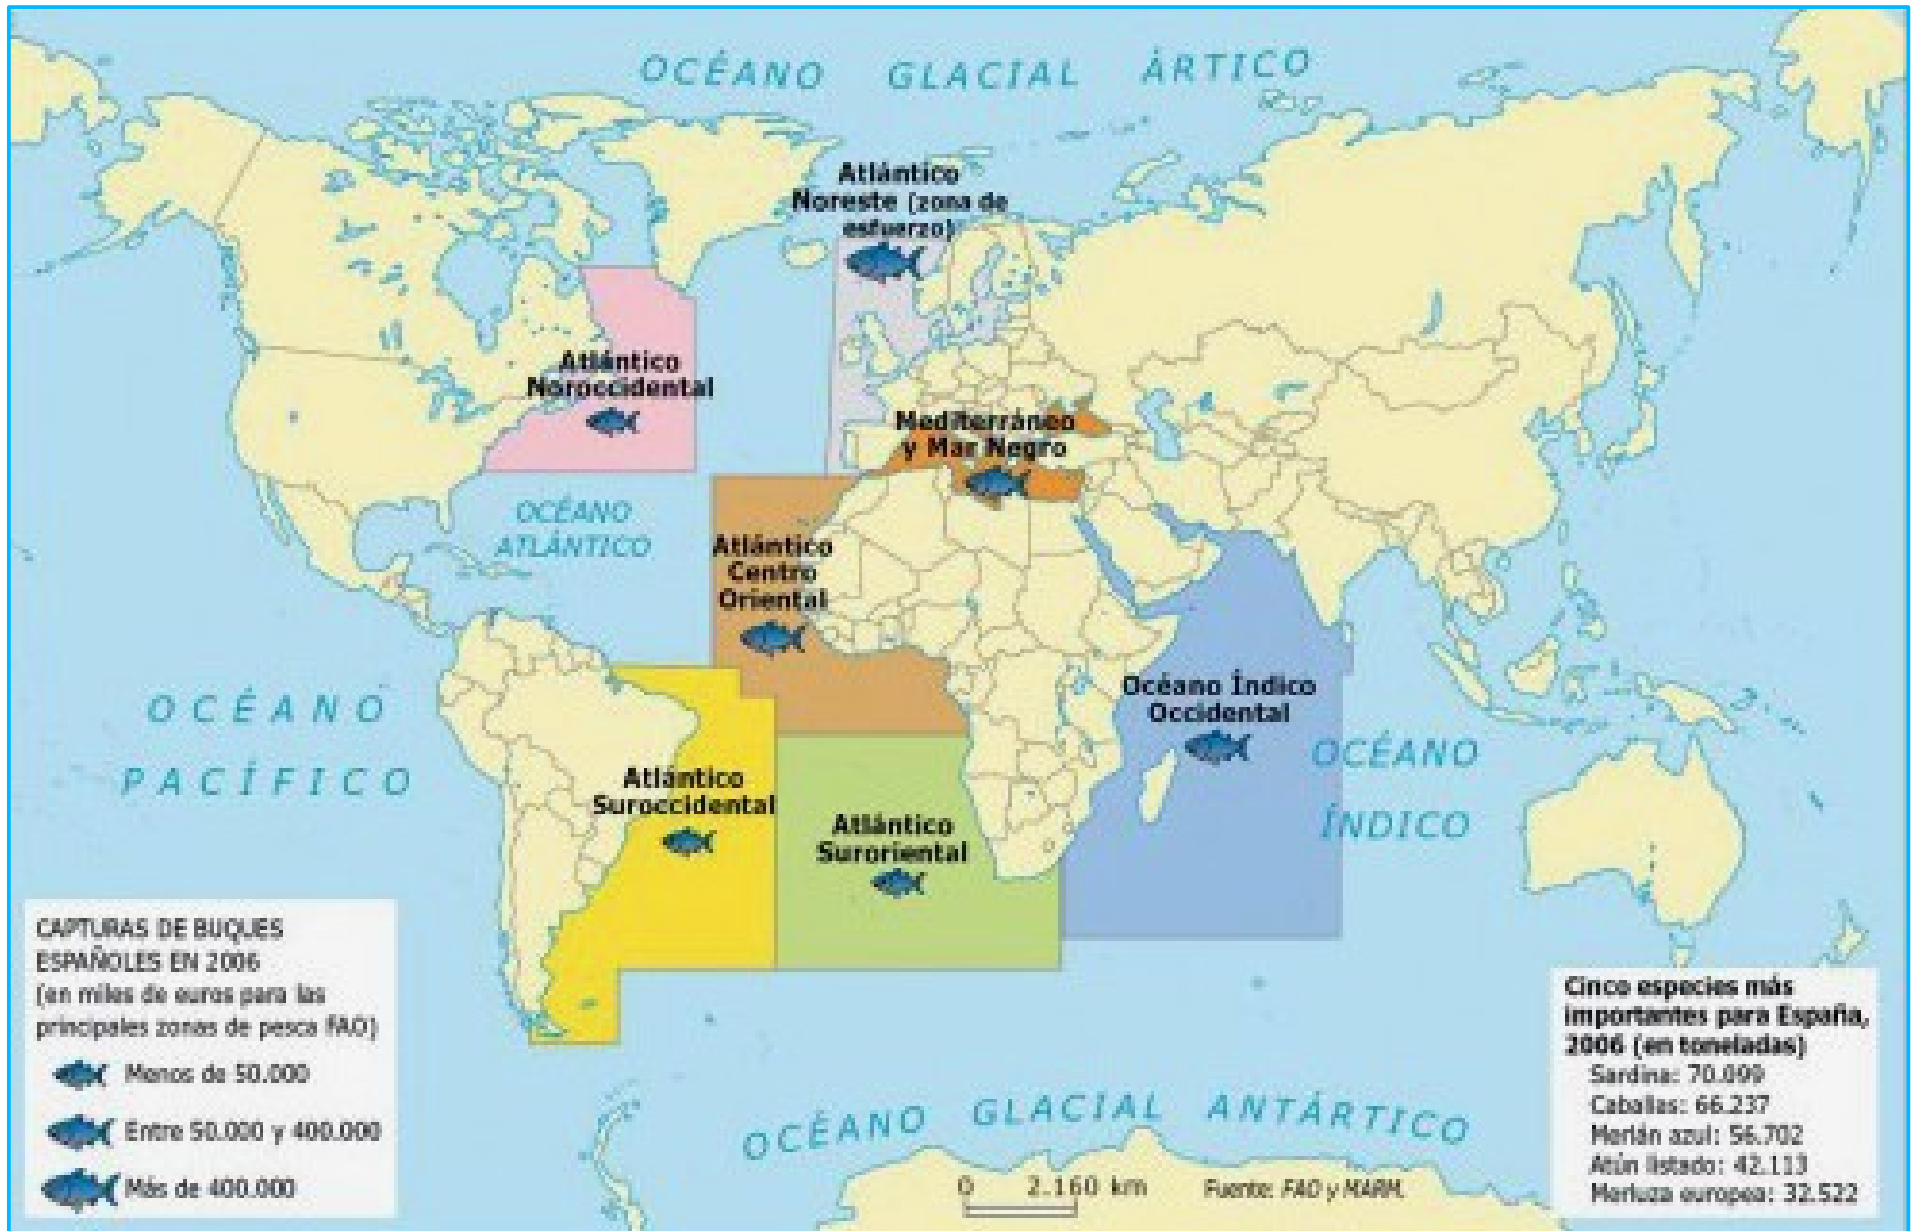 OCÉANO GLACIAL ÁRTICO
Atlántico
Noreste (zona de
esfuerzo)
Atlántico
Noroccidental
Mediterráneo
y Mar Negro
OCÉANO
ATLÁNTICO
Atlántico
Centro
Oriental
OCÉANO
PACÍFICO
Océano Índico
Occidental
OCÉANO
ÍNDICO
Atlántico
Suroccidental
Atlántico
Suroriental
CAPTURAS DE BUQUES
ESPAÑOLES EN 2006
(en miles de euros para las
principales zonas de pesca FAO)
Menos de 50.000
Entre 50.000 y 400.000
Más de 400.000
OCÉANO GLACIAL ANTÁRTICO
0 2.160 km
Fuente: FAO y MARM.
Cinco especies más
importantes para España,
2006 (en toneladas)
Sardina: 70.099
Caballas: 66.237
Merlán azul: 56.702
Atún listado: 42.113
Merluza europea: 32.522